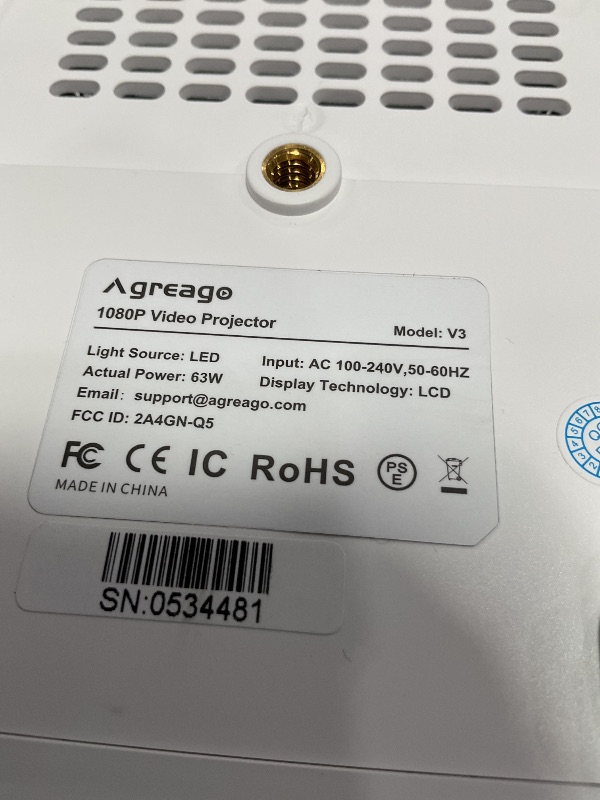 Agreago
1080P Video Projector
Model: V3
Light Source: LED
Input: AC 100-240V,50-60HZ
Actual Power: 63W
Display Technology: LCD
Email: support@agreago.com
FCC ID: 2A4GN-Q5
FC CE IC RoHS PS E
MADE IN CHINA
SN:0534481